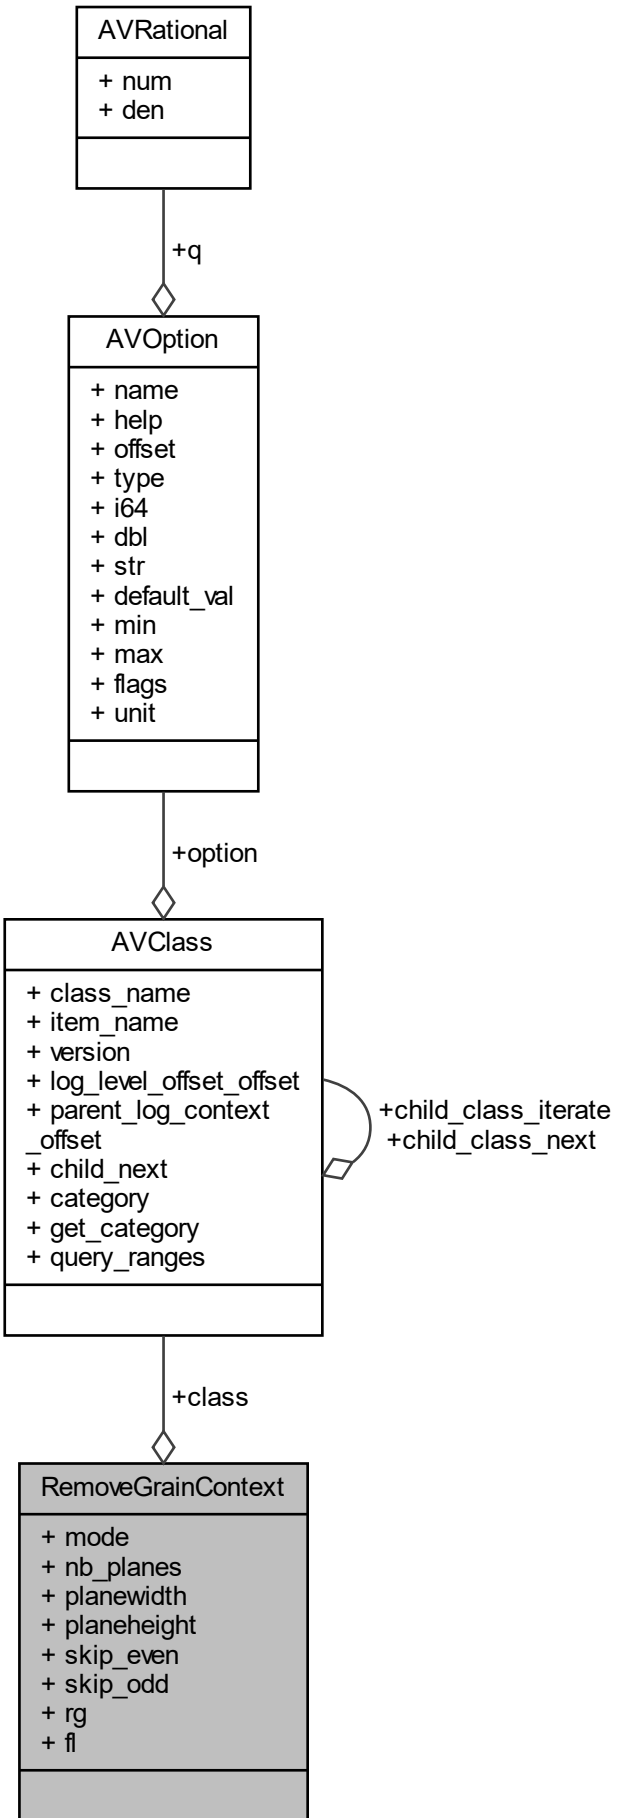 AVRational
+ num
+ den
+q
AVOption
+ name
+ help
+ offset
+ type
+ i64
+ dbl
+ str
+ default_val
+ min
+ max
+ flags
+ unit
+option
AVClass
+ class_name
+ item_name
+ version
+ log_level_offset_offset
+ parent_log_context
_offset
+ child_next
+ category
+ get_category
+ query_ranges
+child_class_iterate
+child_class_next
+class
RemoveGrainContext
+ mode
+ nb_planes
+ planewidth
+ planeheight
+ skip_even
+ skip_odd
+ rg
+ fl